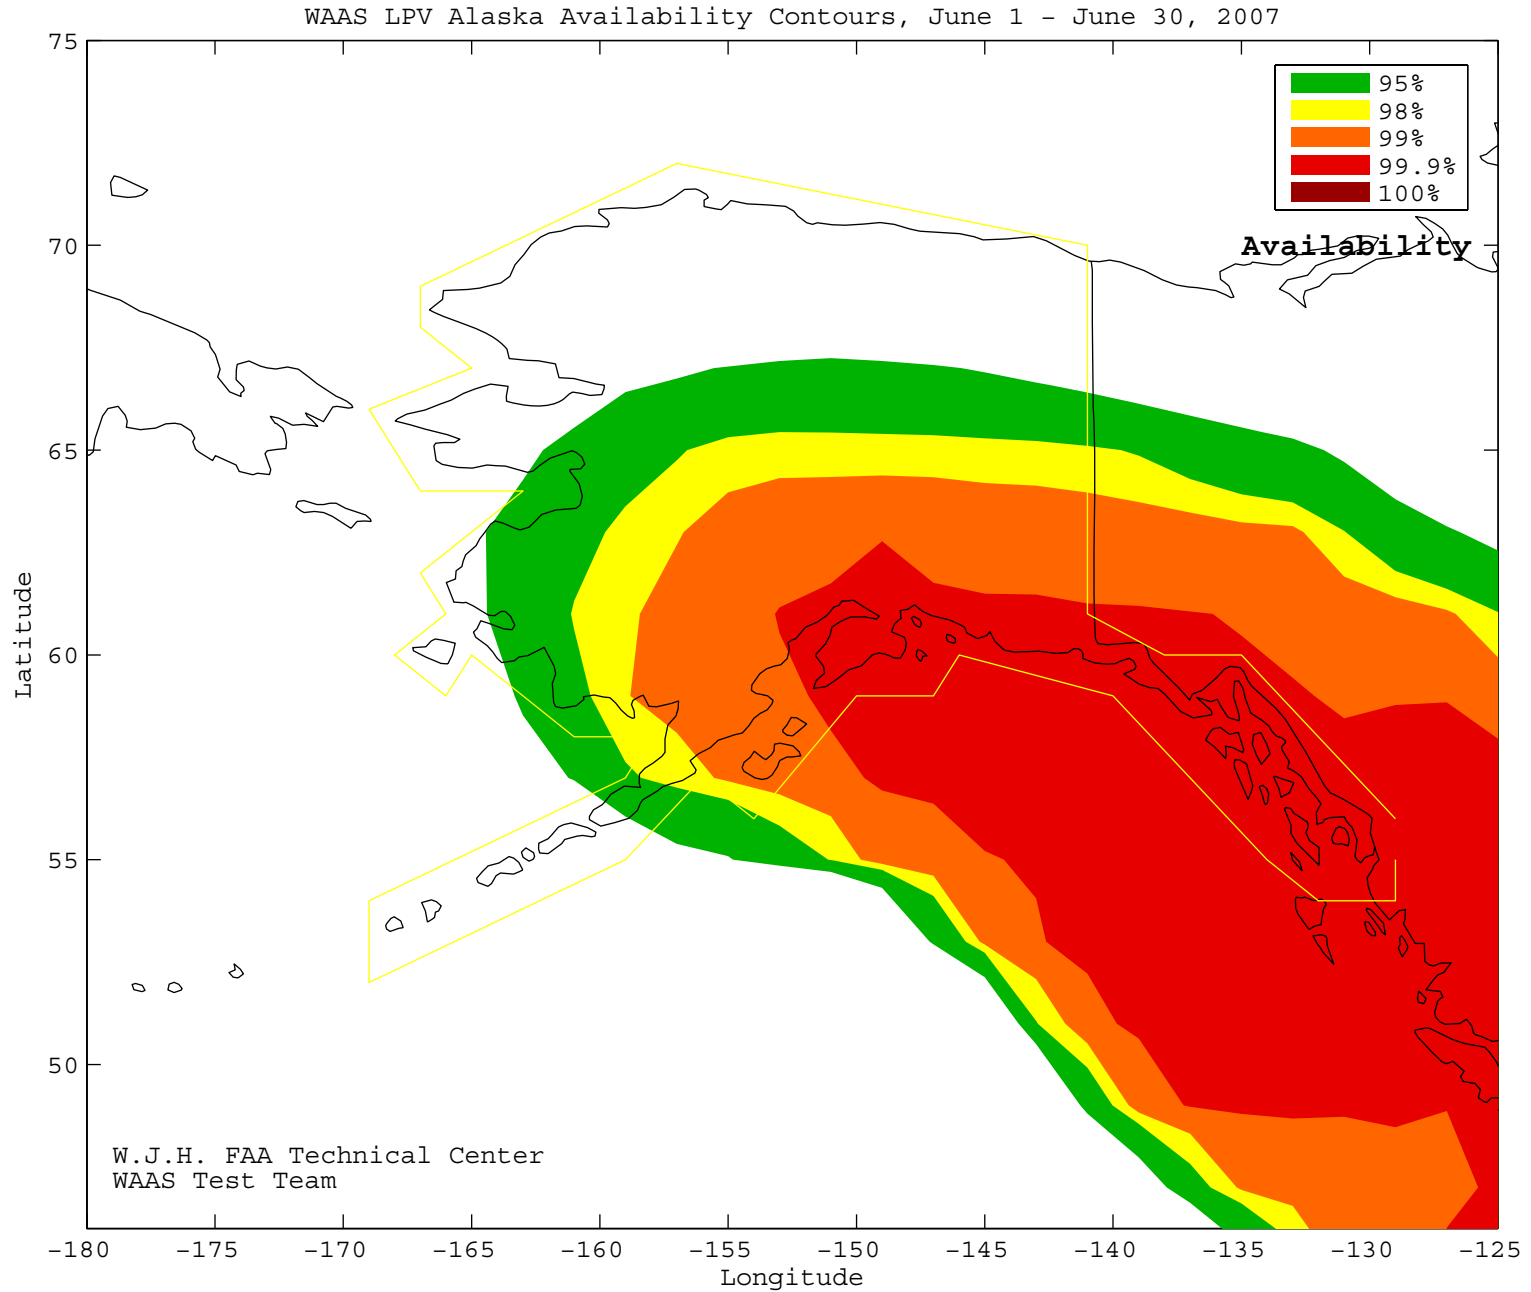 WAAS LPV Alaska Availability Contours, June 1 - June 30, 2007
75
70
65
60
55
50
Latitude
95%
98%
99%
99.9%
100%
Availability
W.J.H. FAA Technical Center
WAAS Test Team
-180 -175 -170 -165 -160 -155 -150 -145 -140 -135 -130 -125
Longitude